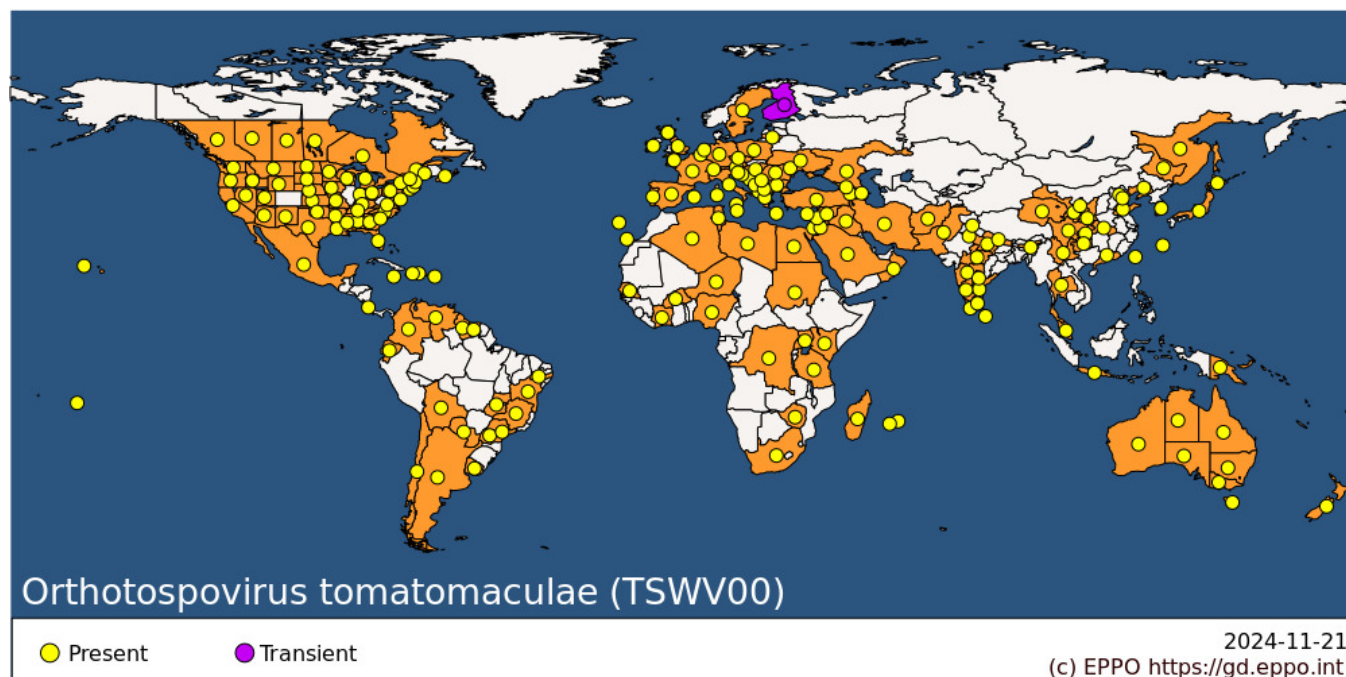 Orthotospovirus tomatomaculae (TSWV00)
Present
Transient
2024-11-21
(c) EPPO https://gd.eppo.int